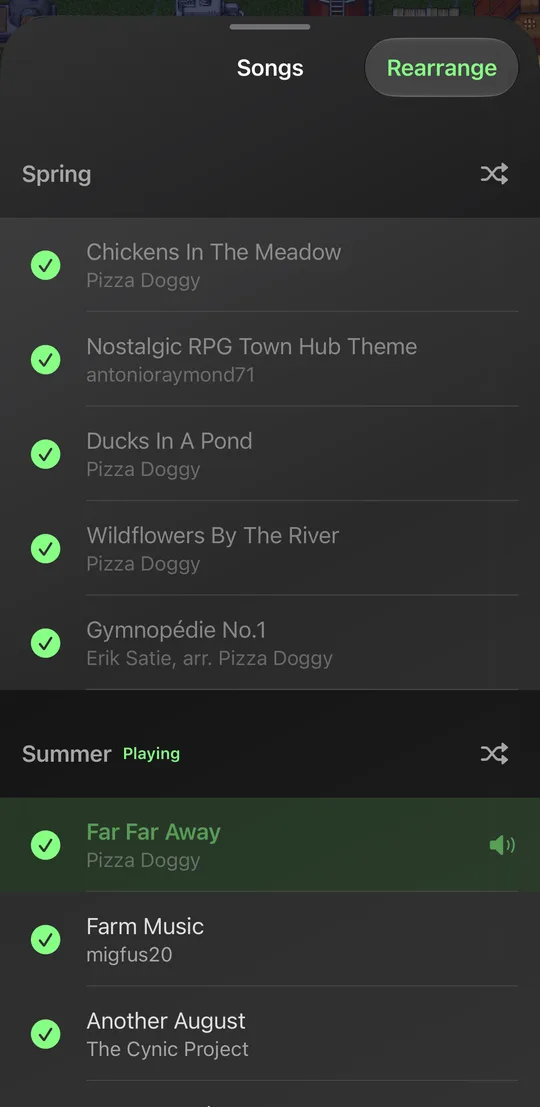 Songs
Rearrange
Spring
Chickens In The Meadow
Pizza Doggy
Nostalgic RPG Town Hub Theme
antonioraymond71
Ducks In A Pond
Pizza Doggy
Wildflowers By The River
Pizza Doggy
Gymnopédie No.1
Erik Satie, arr. Pizza Doggy
Summer Playing
Far Far Away
Pizza Doggy
Farm Music
migfus20
Another August
The Cynic Project